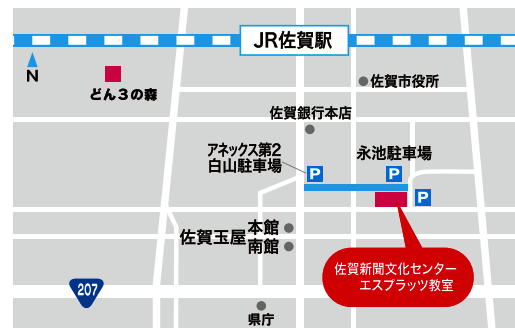 JR佐賀駅
N
どん3の森
佐賀市役所
佐賀銀行本店
アネックス第2
白山駐車場
P
永池駐車場
P
P
佐賀玉屋
本館
南館
佐賀新聞文化センター
エスプラッツ教室
207
県庁